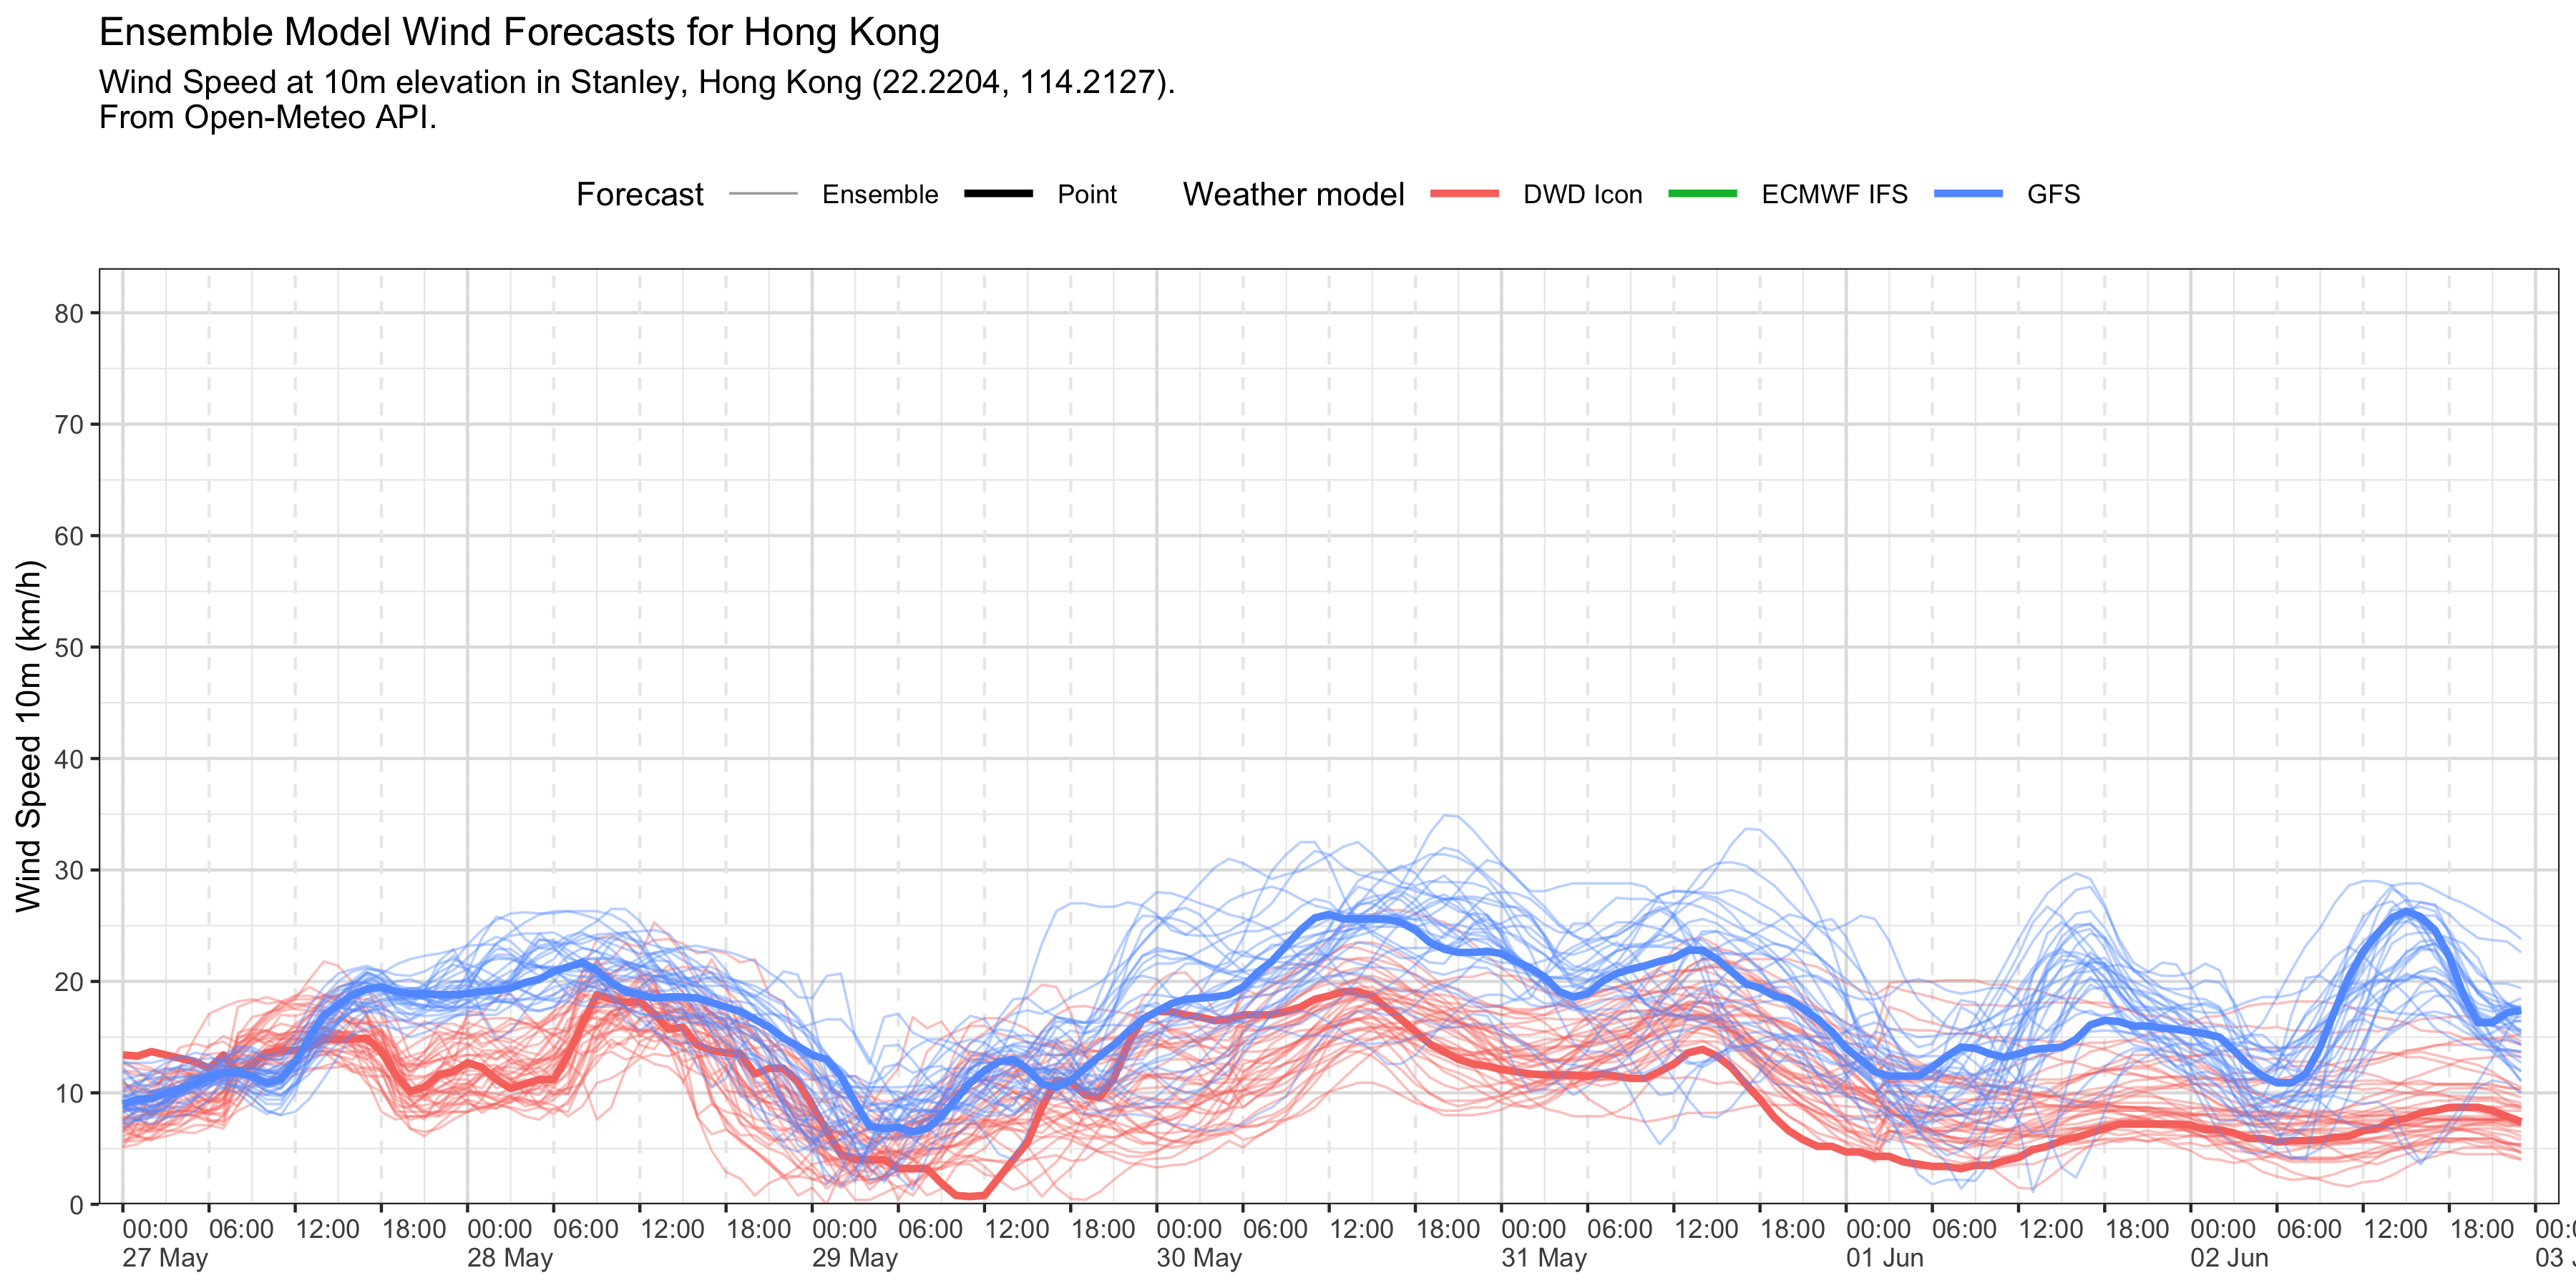 Ensemble Model Wind Forecasts for Hong Kong
Wind Speed at 10m elevation in Stanley, Hong Kong (22.2204, 114.2127).
From Open-Meteo API.
Forecast Ensemble Point Weather model DWD Icon ECMWF IFS GFS
Wind Speed 10m (km/h)
80
70
60
50
40
30
20
10
0
00:00 06:00 12:00 18:00 00:00 06:00 12:00 18:00 00:00 06:00 12:00 18:00 00:00 06:00 12:00 18:00 00:00 06:00 12:00 18:00 00:00 06:00 12:00 18:00 00:00 06:00 12:00 18:00
27 May 28 May 29 May 30 May 31 May 01 Jun 02 Jun 03